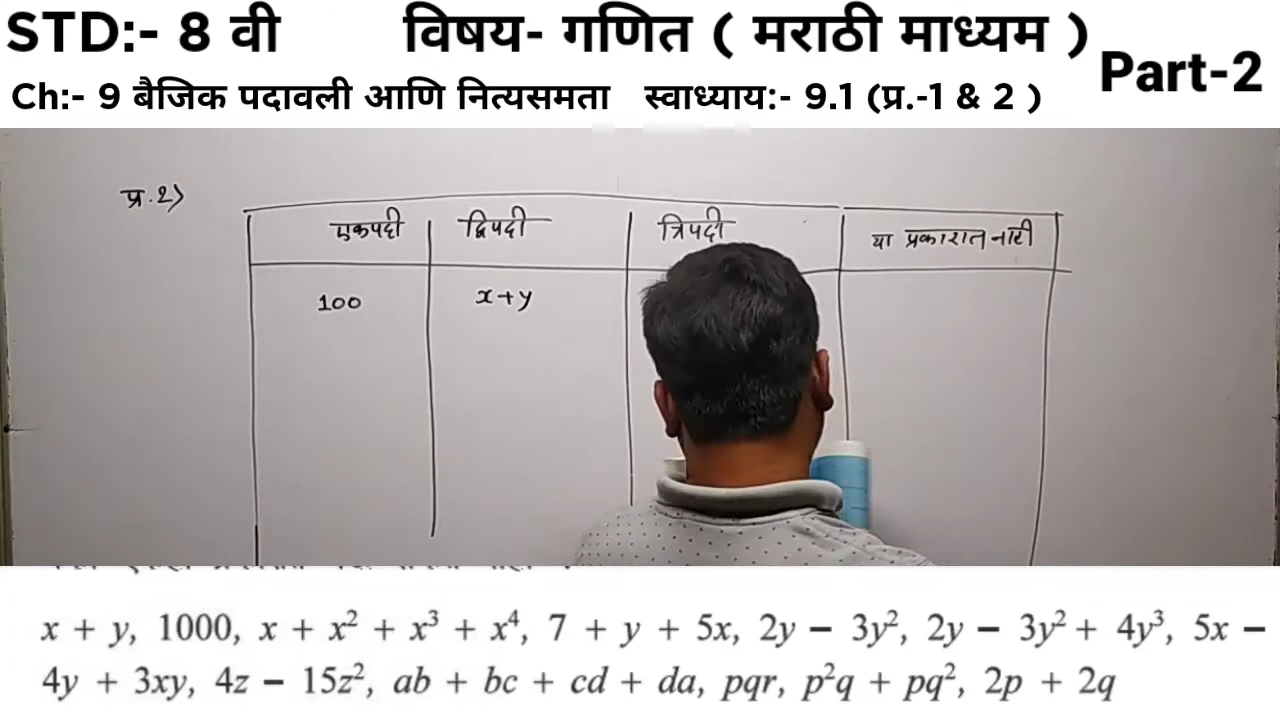 STD:- 8 वी विषय- गणित ( मराठी माध्यम )
Part-2
Ch:- 9 बैजिक पदावली आणि नित्यसमता स्वाध्याय:- 9.1 (प्र.-1 & 2 )
प्र.2)
एकपदी द्विपदी त्रिपदी या प्रकारात नाही
100 x+y
x + y, 1000, x + x² + x³ + x⁴, 7 + y + 5x, 2y – 3y², 2y – 3y² + 4y³, 5x –
4y + 3xy, 4z – 15z², ab + bc + cd + da, pqr, p²q + pq², 2p + 2q